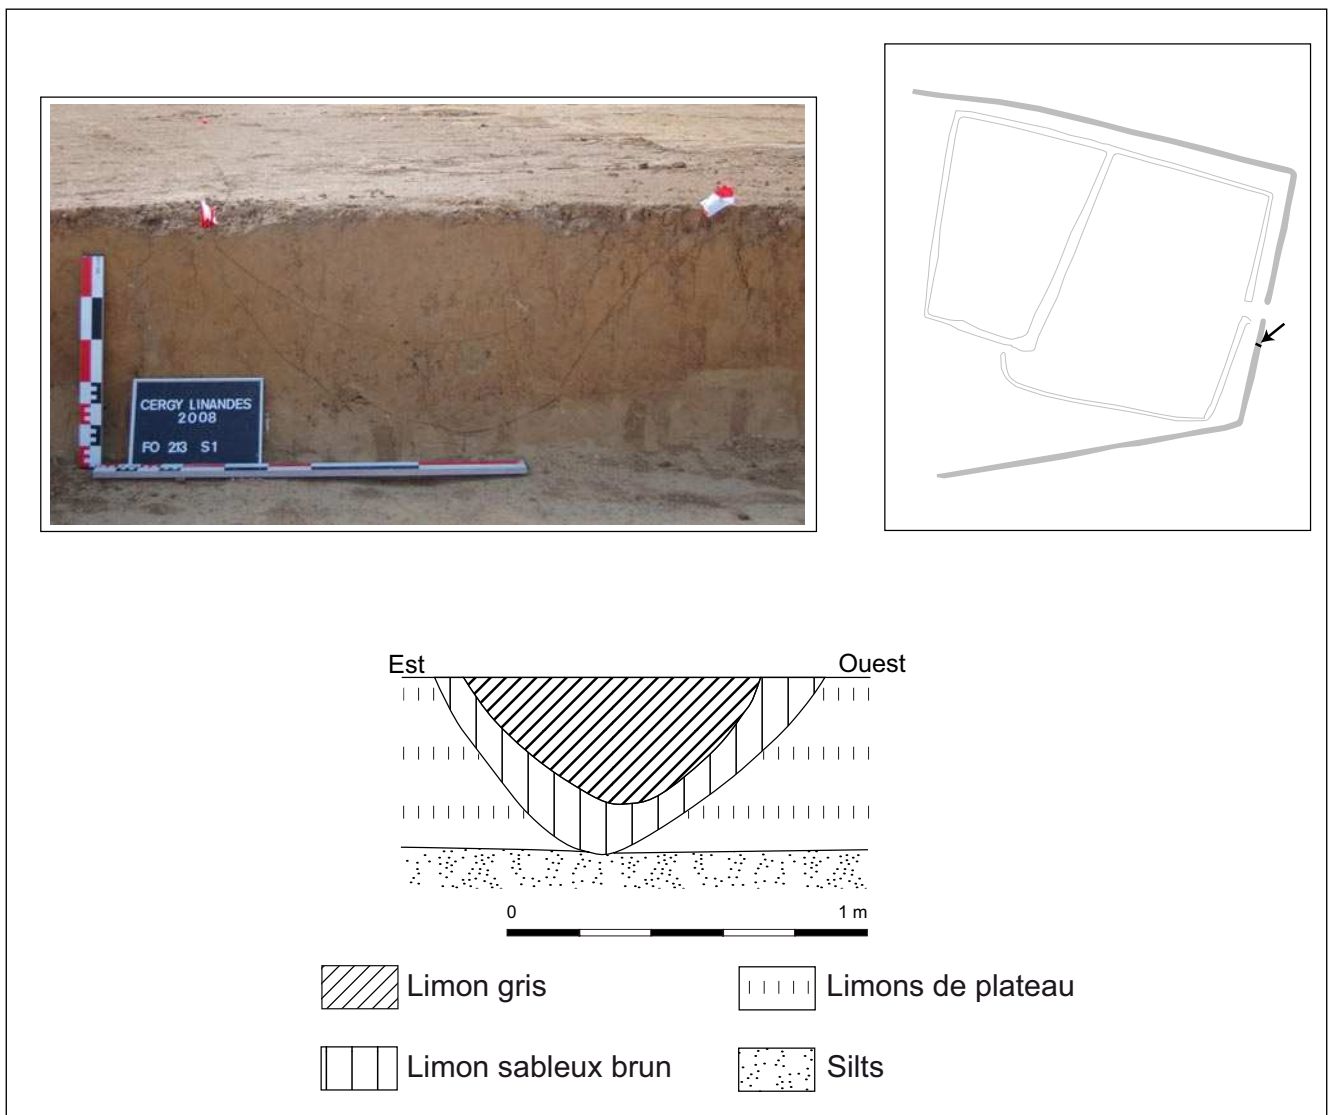 CERGY LINANDES
2008
FO 213 S1
Est
Ouest
0
1 m
Limon gris
Limons de plateau
Limon sableux brun
Silts